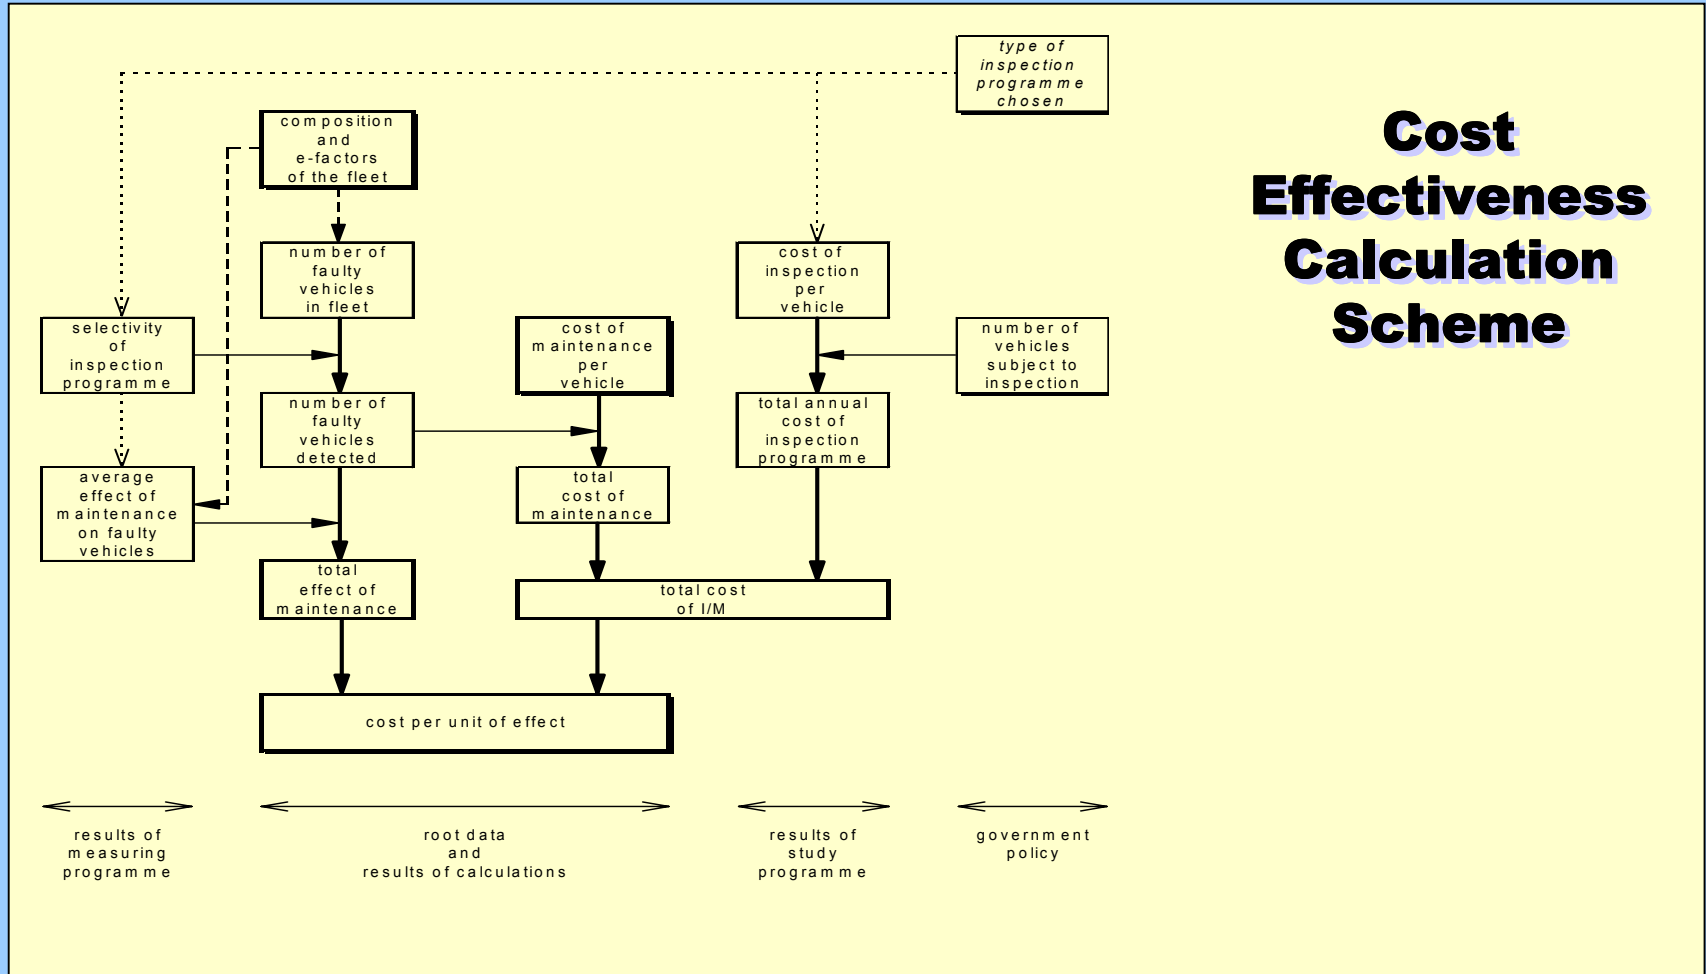 type of
inspection
programme
chosen
Cost
Effectiveness
Calculation
Scheme
composition
and
e-factors
of the fleet
number of
faulty
vehicles
in fleet
cost of
inspection
per
vehicle
selectivity
of
inspection
programme
cost of
maintenance
per
vehicle
number of
vehicles
subject to
inspection
number of
faulty
vehicles
detected
total annual
cost of
inspection
programme
average
effect of
maintenance
on faulty
vehicles
total
cost of
maintenance
total
effect of
maintenance
total cost
of I/M
cost per unit of effect
results of
measuring
programme
root data
and
results of calculations
results of
study
programme
government
policy